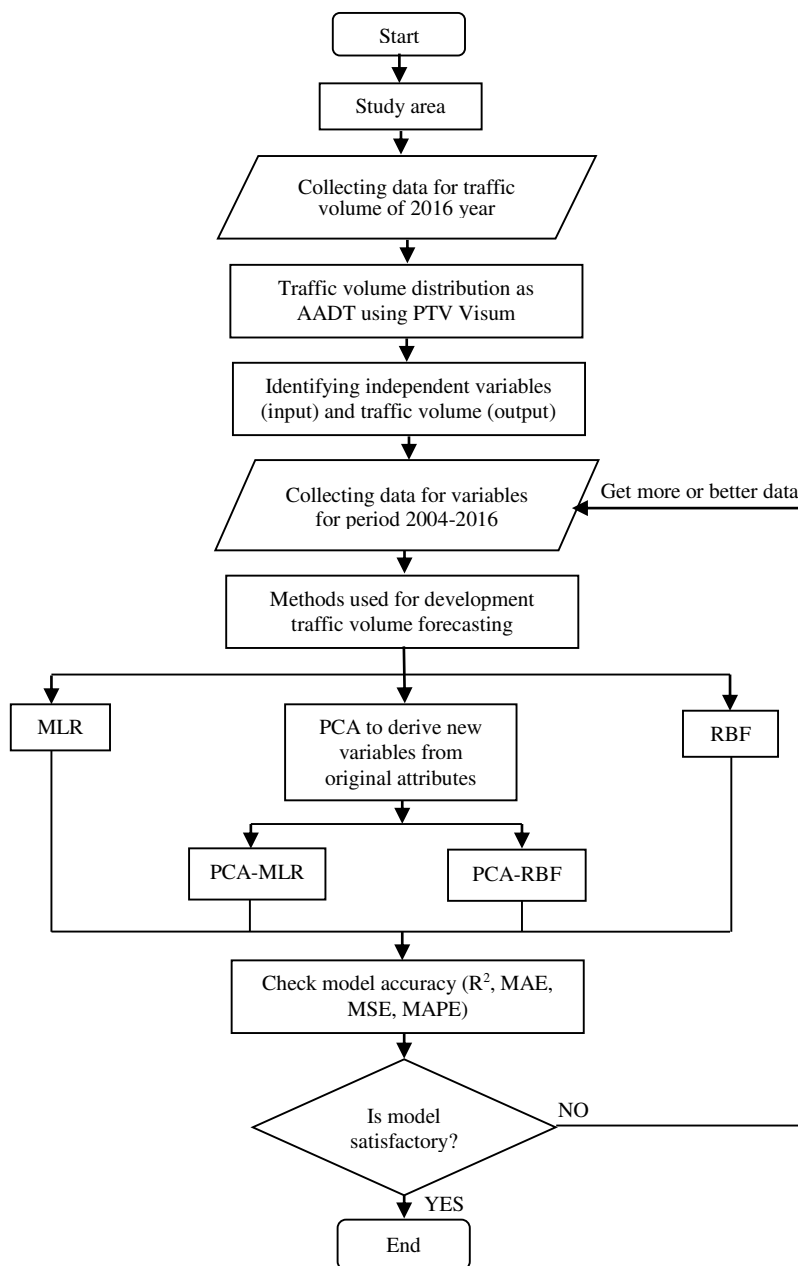 Start
Study area
Collecting data for traffic
volume of 2016 year
Traffic volume distribution as
AADT using PTV Visum
Identifying independent variables
(input) and traffic volume (output)
Collecting data for variables
for period 2004-2016
Get more or better data
Methods used for development
traffic volume forecasting
MLR
PCA to derive new
variables from
original attributes
RBF
PCA-MLR
PCA-RBF
Check model accuracy (R², MAE,
MSE, MAPE)
Is model
satisfactory?
NO
YES
End